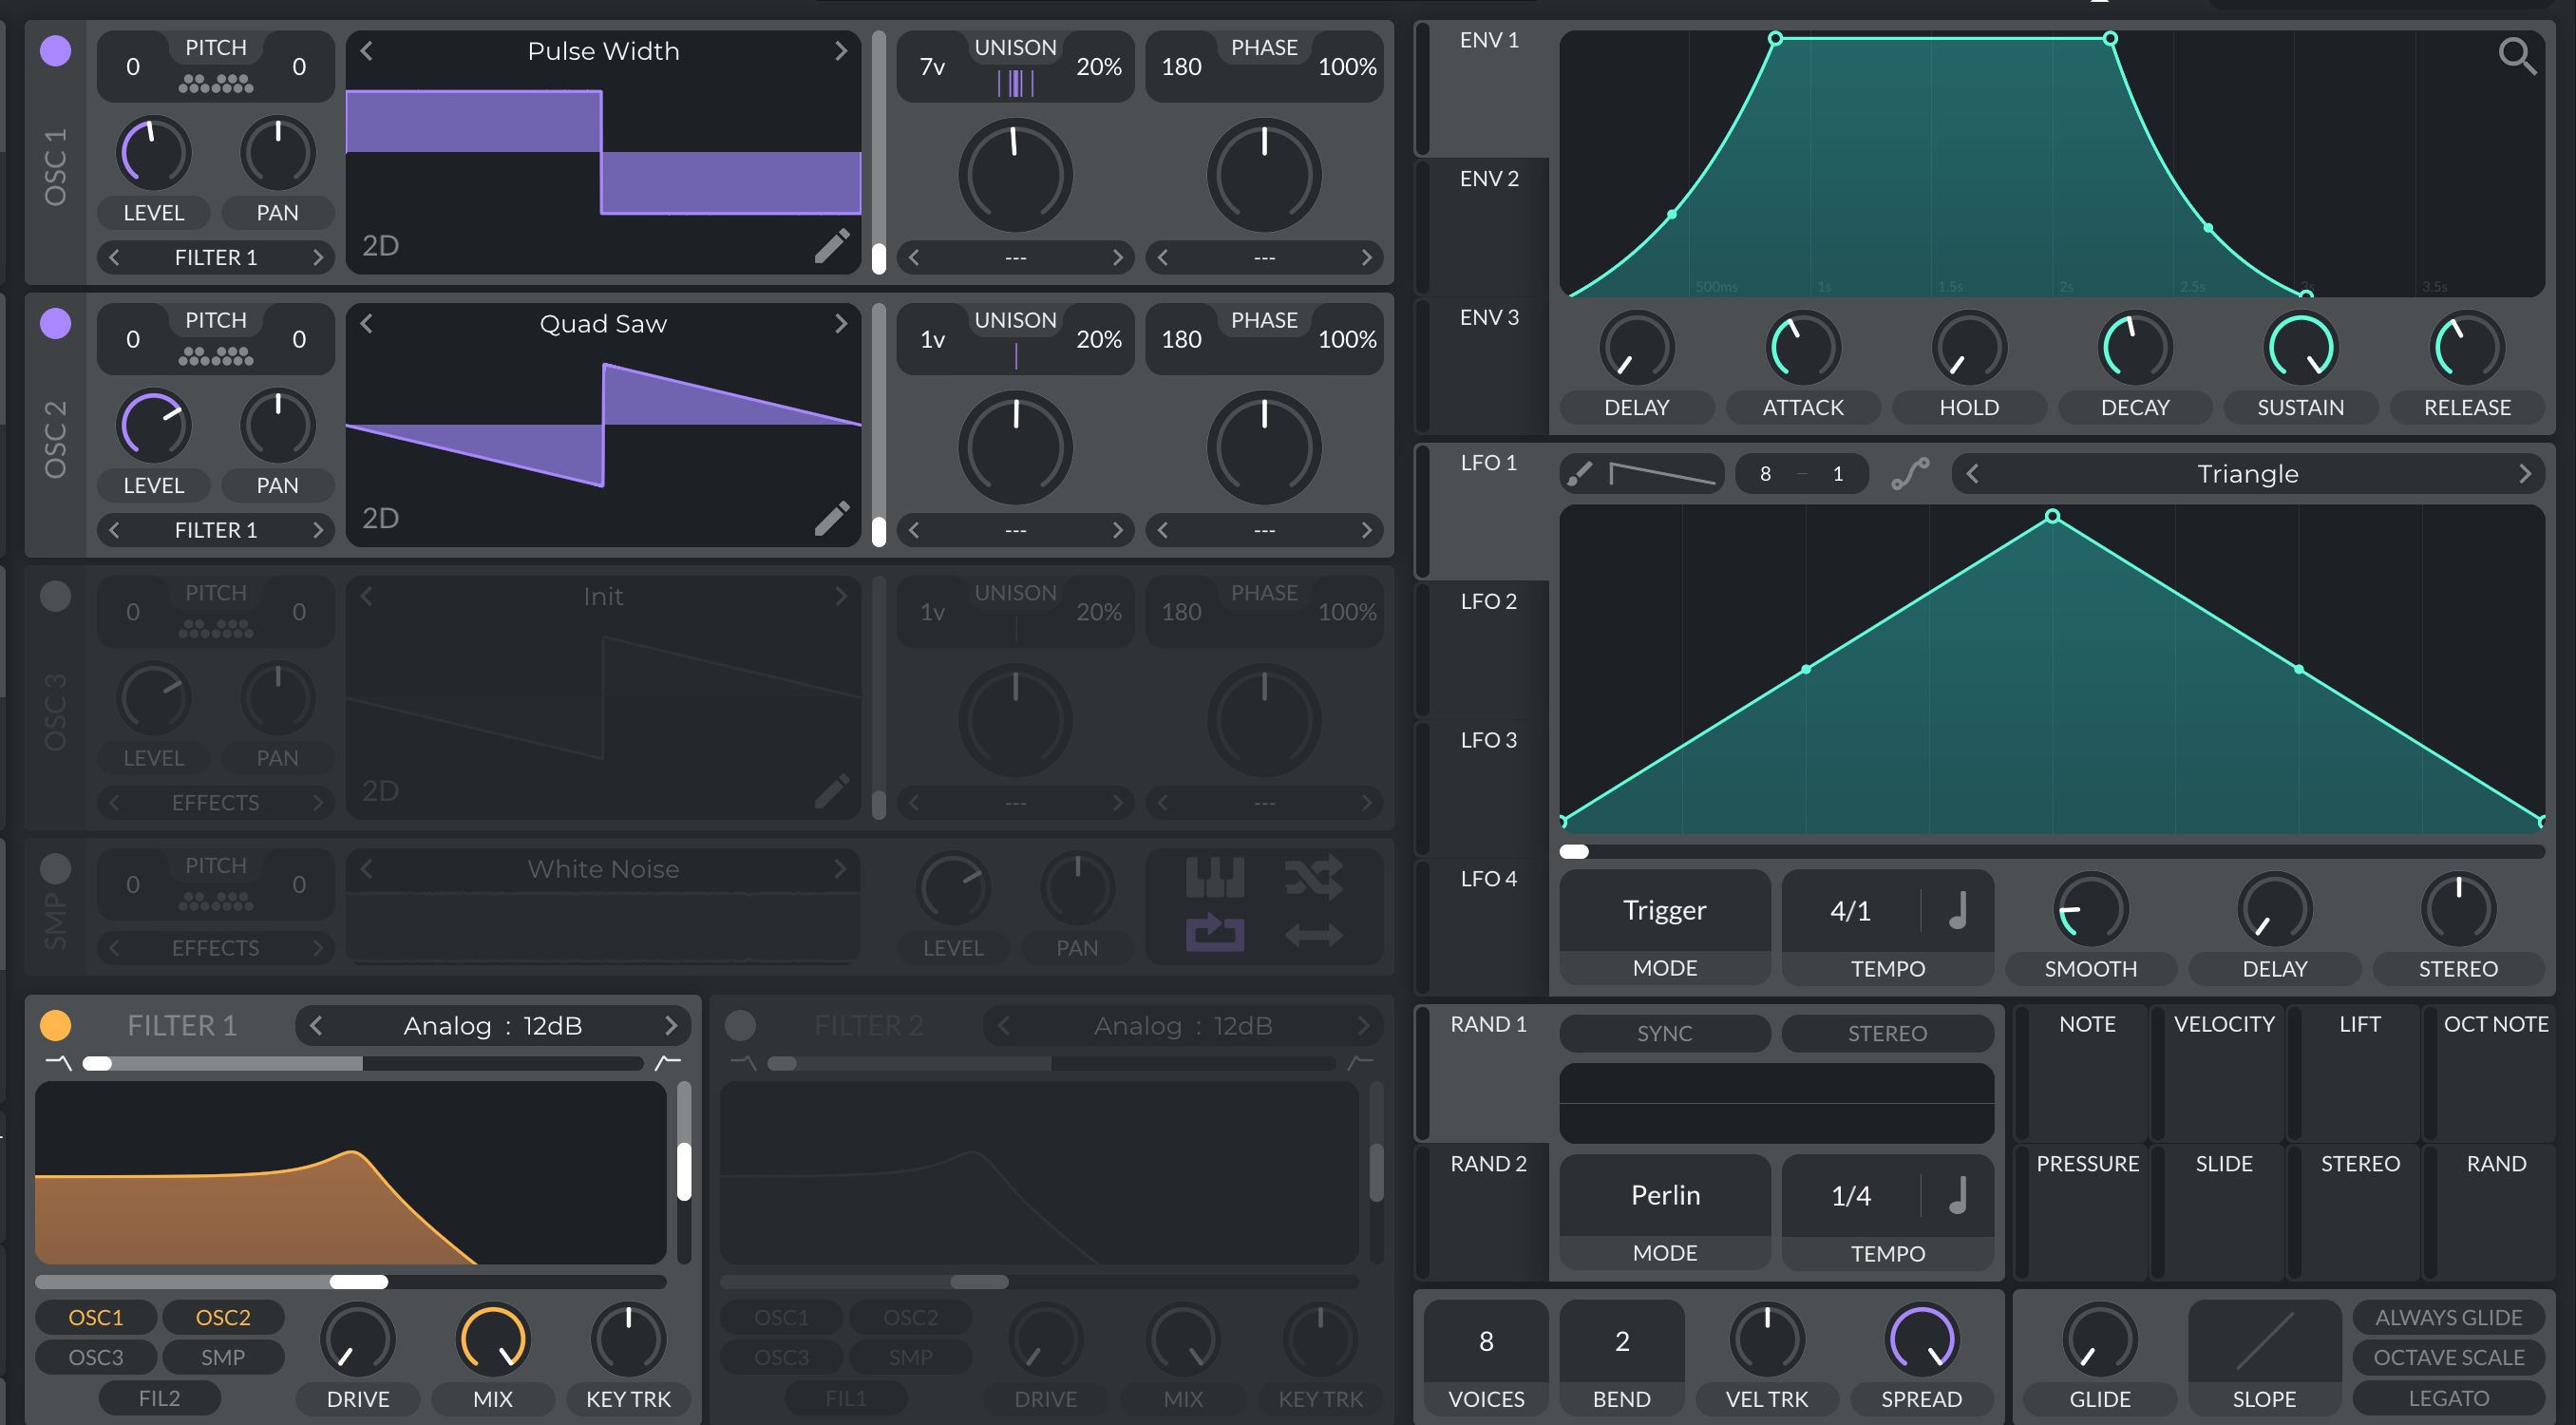 OSC 1
PITCH
0 0
LEVEL PAN
FILTER 1
Pulse Width
2D
UNISON
7v 20%
---
PHASE
180 100%
---
OSC 2
PITCH
0 0
LEVEL PAN
FILTER 1
Quad Saw
2D
UNISON
1v 20%
---
PHASE
180 100%
---
OSC 3
PITCH
0 0
LEVEL PAN
EFFECTS
Init
2D
UNISON
1v 20%
---
PHASE
180 100%
---
SMP
PITCH
0 0
EFFECTS
White Noise
LEVEL PAN
FILTER 1
Analog : 12dB
OSC1 OSC2
OSC3 SMP
FIL2
DRIVE MIX KEY TRK
FILTER 2
Analog : 12dB
OSC1 OSC2
OSC3 SMP
FIL1
DRIVE MIX KEY TRK
ENV 1
ENV 2
ENV 3
500ms 1s 1.5s 2s 2.5s 3s 3.5s
DELAY ATTACK HOLD DECAY SUSTAIN RELEASE
LFO 1
LFO 2
LFO 3
LFO 4
8 – 1
Triangle
Trigger
MODE
4/1
TEMPO
SMOOTH DELAY STEREO
RAND 1
RAND 2
SYNC STEREO
Perlin
MODE
1/4
TEMPO
NOTE VELOCITY LIFT OCT NOTE
PRESSURE SLIDE STEREO RAND
8
VOICES
2
BEND
VEL TRK
SPREAD
GLIDE
SLOPE
ALWAYS GLIDE
OCTAVE SCALE
LEGATO